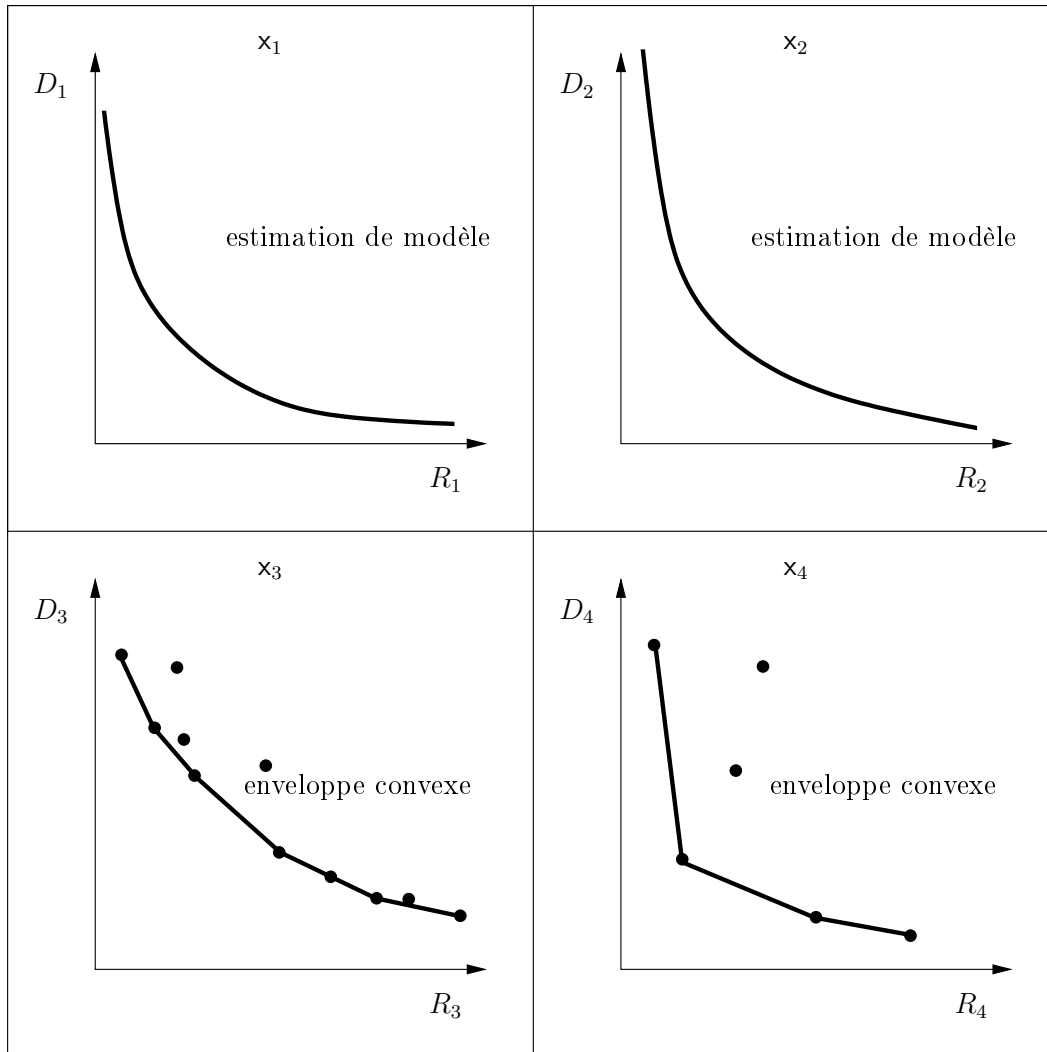 x₁
D₁
estimation de modèle
R₁
x₂
D₂
estimation de modèle
R₂
x₃
D₃
enveloppe convexe
R₃
x₄
D₄
enveloppe convexe
R₄